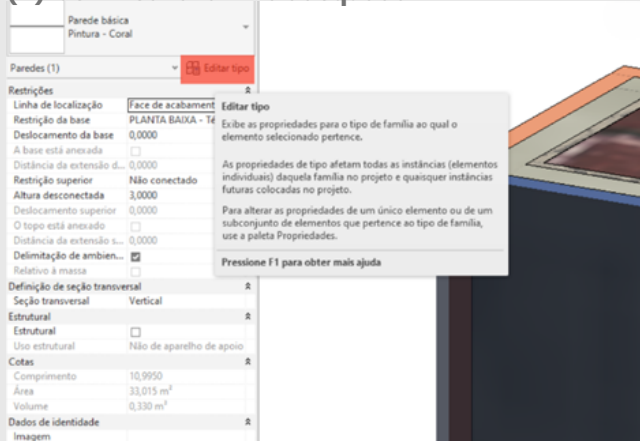 Parede básica
Pintura - Coral
Paredes (1)
Editar tipo
Restrições
Linha de localização Face de acabament
Restrição da base PLANTA BAIXA - Té
Deslocamento da base 0,0000
A base está anexada
Distância da extensão d... 0,0000
Restrição superior Não conectado
Altura desconectada 3,0000
Deslocamento superior 0,0000
O topo está anexado
Distância da extensão s... 0,0000
Delimitação de ambien...
Relativo à massa
Definição de seção transversal
Seção transversal Vertical
Estrutural
Estrutural
Uso estrutural Não de aparelho de apoio
Cotas
Comprimento 10,9950
Área 33,015 m²
Volume 0,330 m³
Dados de identidade
Imagem
Editar tipo
Exibe as propriedades para o tipo de família ao qual o
elemento selecionado pertence.
As propriedades de tipo afetam todas as instâncias (elementos
individuais) daquela família no projeto e quaisquer instâncias
futuras colocadas no projeto.
Para alterar as propriedades de um único elemento ou de um
subconjunto de elementos que pertence ao tipo de família,
use a paleta Propriedades.
Pressione F1 para obter mais ajuda